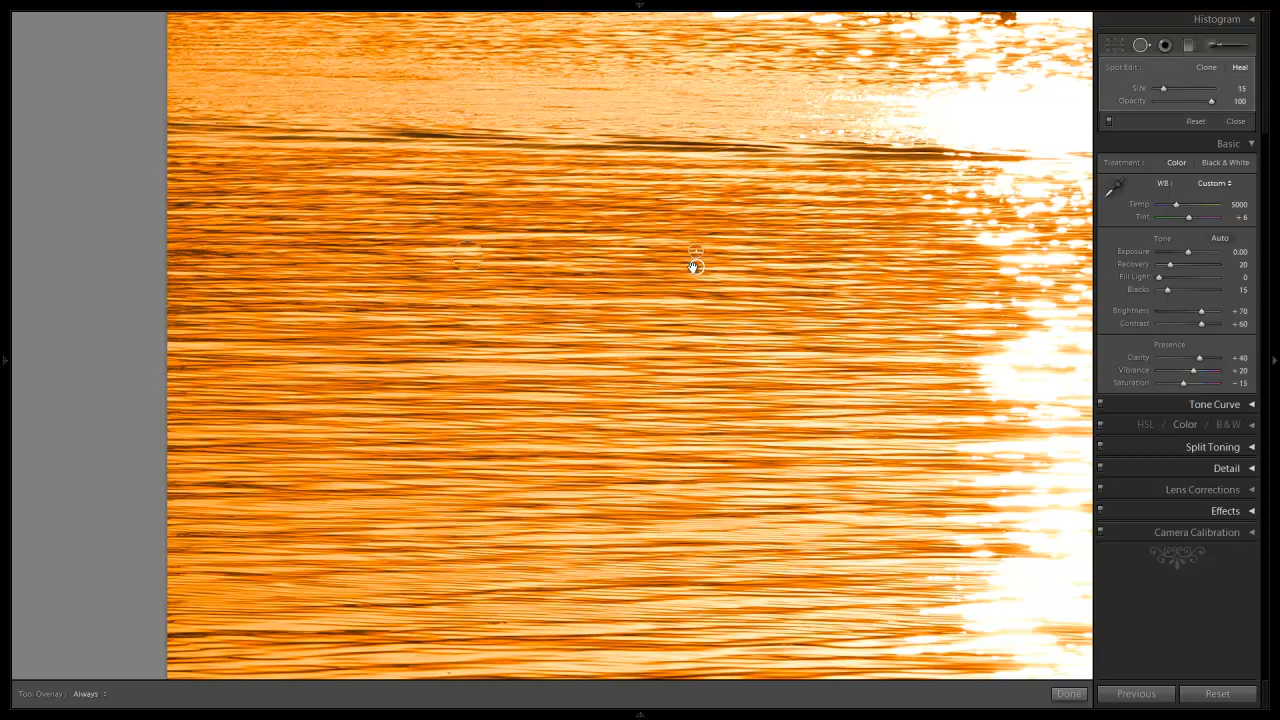 Histogram
Spot Edit : Clone Heal
Size 15
Opacity 100
Reset Close
Basic
Treatment : Color Black & White
WB : Custom
Temp 5000
Tint + 6
Tone Auto
Exposure 0.00
Recovery 20
Fill Light 0
Blacks 15
Brightness + 70
Contrast + 60
Presence
Clarity + 40
Vibrance + 20
Saturation − 15
Tone Curve
HSL / Color / B & W
Split Toning
Detail
Lens Corrections
Effects
Camera Calibration
Tool Overlay : Always Done Previous Reset